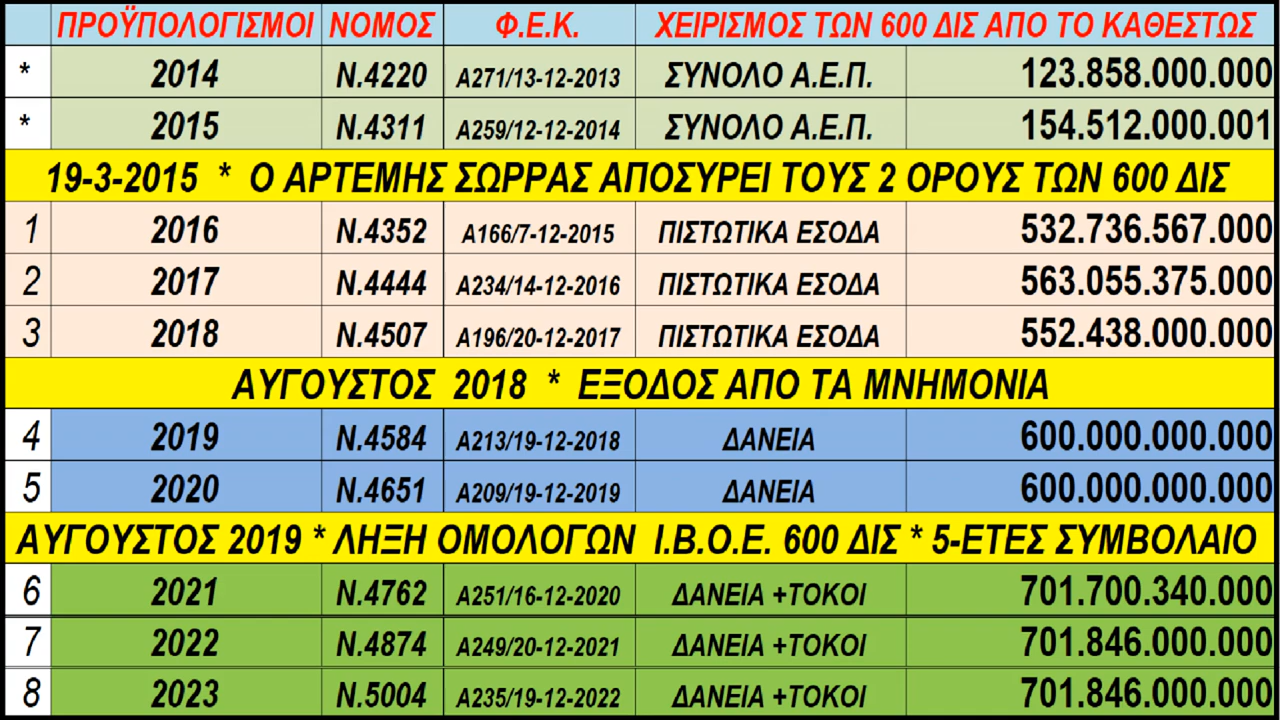 ΠΡΟΫΠΟΛΟΓΙΣΜΟΙ ΝΟΜΟΣ Φ.Ε.Κ. ΧΕΙΡΙΣΜΟΣ ΤΩΝ 600 ΔΙΣ ΑΠΟ ΤΟ ΚΑΘΕΣΤΩΣ
* 2014 Ν.4220 Α271/13-12-2013 ΣΥΝΟΛΟ Α.Ε.Π. 123.858.000.000
* 2015 Ν.4311 Α259/12-12-2014 ΣΥΝΟΛΟ Α.Ε.Π. 154.512.000.001
19-3-2015 * Ο ΑΡΤΕΜΗΣ ΣΩΡΡΑΣ ΑΠΟΣΥΡΕΙ ΤΟΥΣ 2 ΟΡΟΥΣ ΤΩΝ 600 ΔΙΣ
1 2016 Ν.4352 Α166/7-12-2015 ΠΙΣΤΩΤΙΚΑ ΕΣΟΔΑ 532.736.567.000
2 2017 Ν.4444 Α234/14-12-2016 ΠΙΣΤΩΤΙΚΑ ΕΣΟΔΑ 563.055.375.000
3 2018 Ν.4507 Α196/20-12-2017 ΠΙΣΤΩΤΙΚΑ ΕΣΟΔΑ 552.438.000.000
ΑΥΓΟΥΣΤΟΣ 2018 * ΕΞΟΔΟΣ ΑΠΟ ΤΑ ΜΝΗΜΟΝΙΑ
4 2019 Ν.4584 Α213/19-12-2018 ΔΑΝΕΙΑ 600.000.000.000
5 2020 Ν.4651 Α209/19-12-2019 ΔΑΝΕΙΑ 600.000.000.000
ΑΥΓΟΥΣΤΟΣ 2019 * ΛΗΞΗ ΟΜΟΛΟΓΩΝ Ι.Β.Ο.Ε. 600 ΔΙΣ * 5-ΕΤΕΣ ΣΥΜΒΟΛΑΙΟ
6 2021 Ν.4762 Α251/16-12-2020 ΔΑΝΕΙΑ +ΤΟΚΟΙ 701.700.340.000
7 2022 Ν.4874 Α249/20-12-2021 ΔΑΝΕΙΑ +ΤΟΚΟΙ 701.846.000.000
8 2023 Ν.5004 Α235/19-12-2022 ΔΑΝΕΙΑ +ΤΟΚΟΙ 701.846.000.000